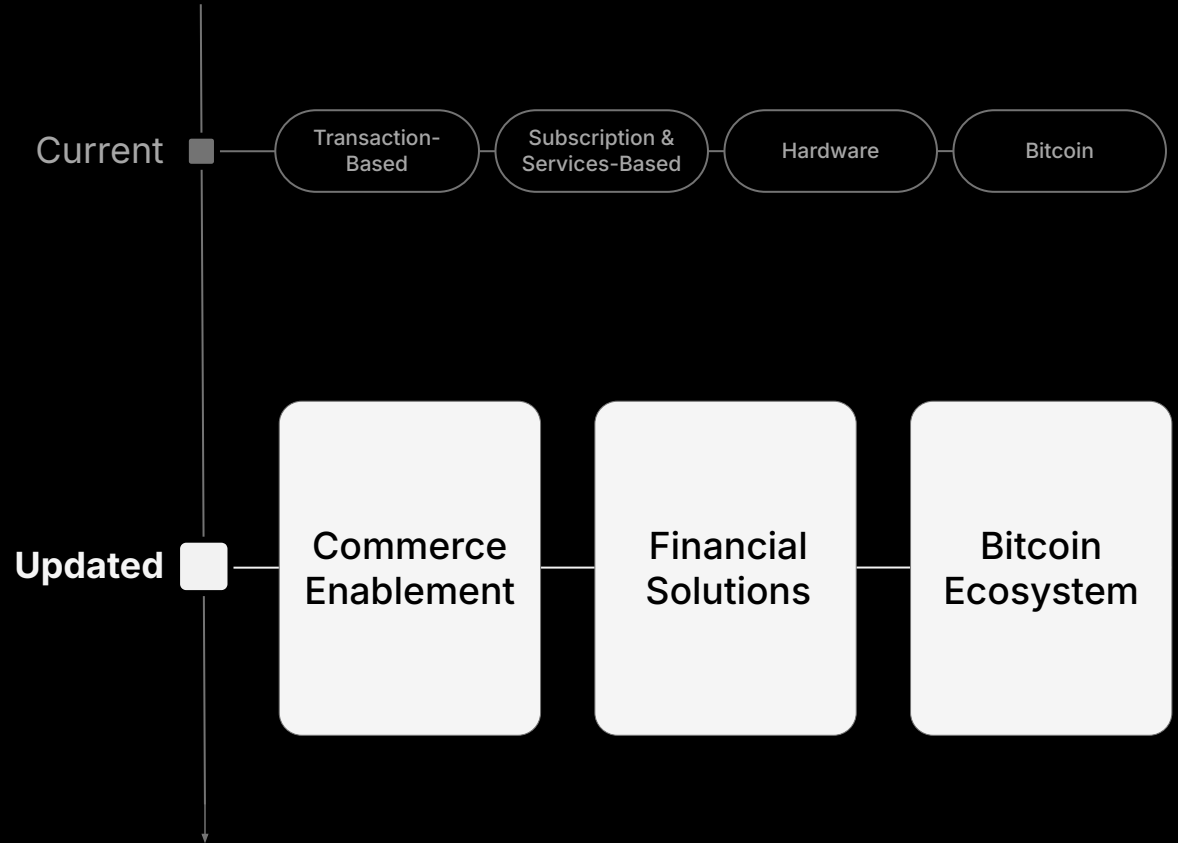 Current
Transaction-
Based
Subscription &
Services-Based
Hardware
Bitcoin
Updated
Commerce
Enablement
Financial
Solutions
Bitcoin
Ecosystem